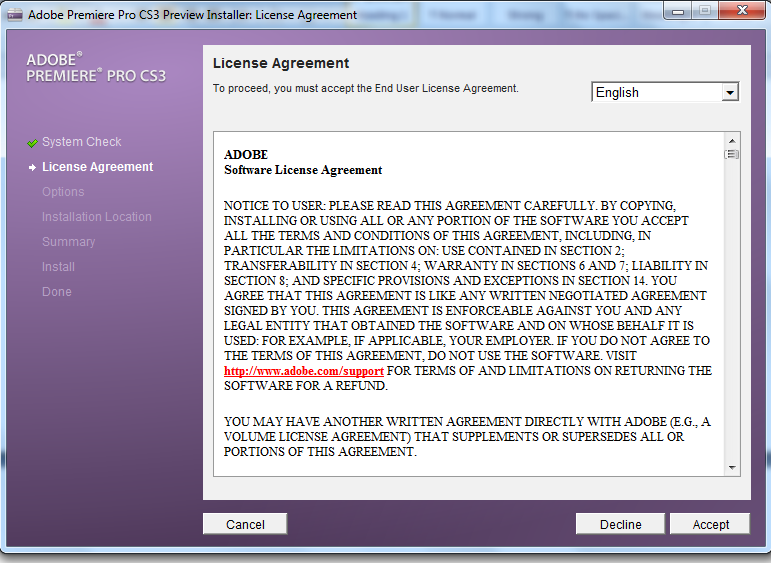 Adobe Premiere Pro CS3 Preview Installer: License Agreement
ADOBE®
PREMIERE® PRO CS3
System Check
License Agreement
Options
Installation Location
Summary
Install
Done
License Agreement
To proceed, you must accept the End User License Agreement.
English
ADOBE
Software License Agreement
NOTICE TO USER: PLEASE READ THIS AGREEMENT CAREFULLY. BY COPYING,
INSTALLING OR USING ALL OR ANY PORTION OF THE SOFTWARE YOU ACCEPT
ALL THE TERMS AND CONDITIONS OF THIS AGREEMENT, INCLUDING, IN
PARTICULAR THE LIMITATIONS ON: USE CONTAINED IN SECTION 2;
TRANSFERABILITY IN SECTION 4; WARRANTY IN SECTIONS 6 AND 7; LIABILITY IN
SECTION 8; AND SPECIFIC PROVISIONS AND EXCEPTIONS IN SECTION 14. YOU
AGREE THAT THIS AGREEMENT IS LIKE ANY WRITTEN NEGOTIATED AGREEMENT
SIGNED BY YOU. THIS AGREEMENT IS ENFORCEABLE AGAINST YOU AND ANY
LEGAL ENTITY THAT OBTAINED THE SOFTWARE AND ON WHOSE BEHALF IT IS
USED: FOR EXAMPLE, IF APPLICABLE, YOUR EMPLOYER. IF YOU DO NOT AGREE TO
THE TERMS OF THIS AGREEMENT, DO NOT USE THE SOFTWARE. VISIT
http://www.adobe.com/support FOR TERMS OF AND LIMITATIONS ON RETURNING THE
SOFTWARE FOR A REFUND.
YOU MAY HAVE ANOTHER WRITTEN AGREEMENT DIRECTLY WITH ADOBE (E.G., A
VOLUME LICENSE AGREEMENT) THAT SUPPLEMENTS OR SUPERSEDES ALL OR
PORTIONS OF THIS AGREEMENT.
Cancel
Decline
Accept